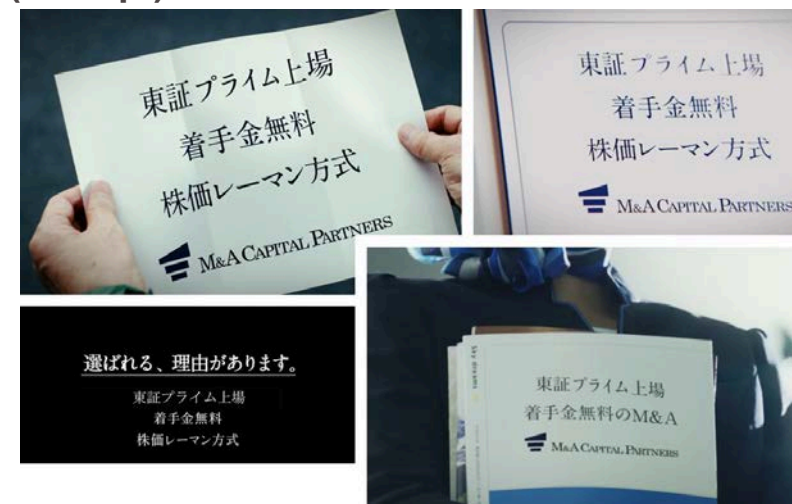 東証プライム上場
着手金無料
株価レーマン方式
M&A CAPITAL PARTNERS
東証プライム上場
着手金無料
株価レーマン方式
M&A CAPITAL PARTNERS
選ばれる、理由があります。
東証プライム上場
着手金無料
株価レーマン方式
Sky dreams
東証プライム上場
着手金無料のM&A
M&A CAPITAL PARTNERS